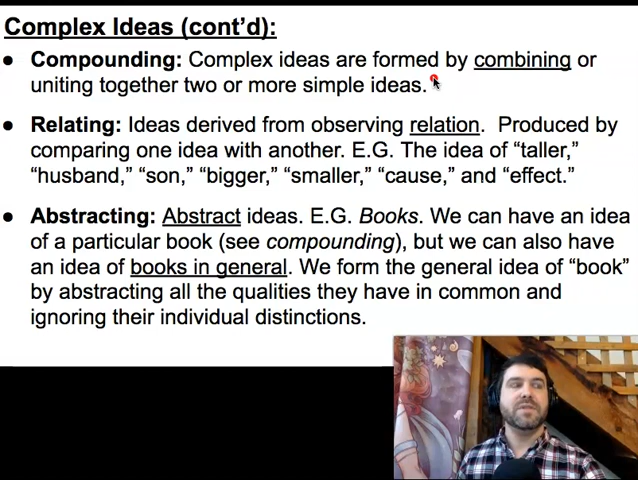 Complex Ideas (cont'd):
● Compounding: Complex ideas are formed by combining or
uniting together two or more simple ideas.
● Relating: Ideas derived from observing relation. Produced by
comparing one idea with another. E.G. The idea of “taller,”
“husband,” “son,” “bigger,” “smaller,” “cause,” and “effect.”
● Abstracting: Abstract ideas. E.G. Books. We can have an idea
of a particular book (see compounding), but we can also have
an idea of books in general. We form the general idea of “book”
by abstracting all the qualities they have in common and
ignoring their individual distinctions.